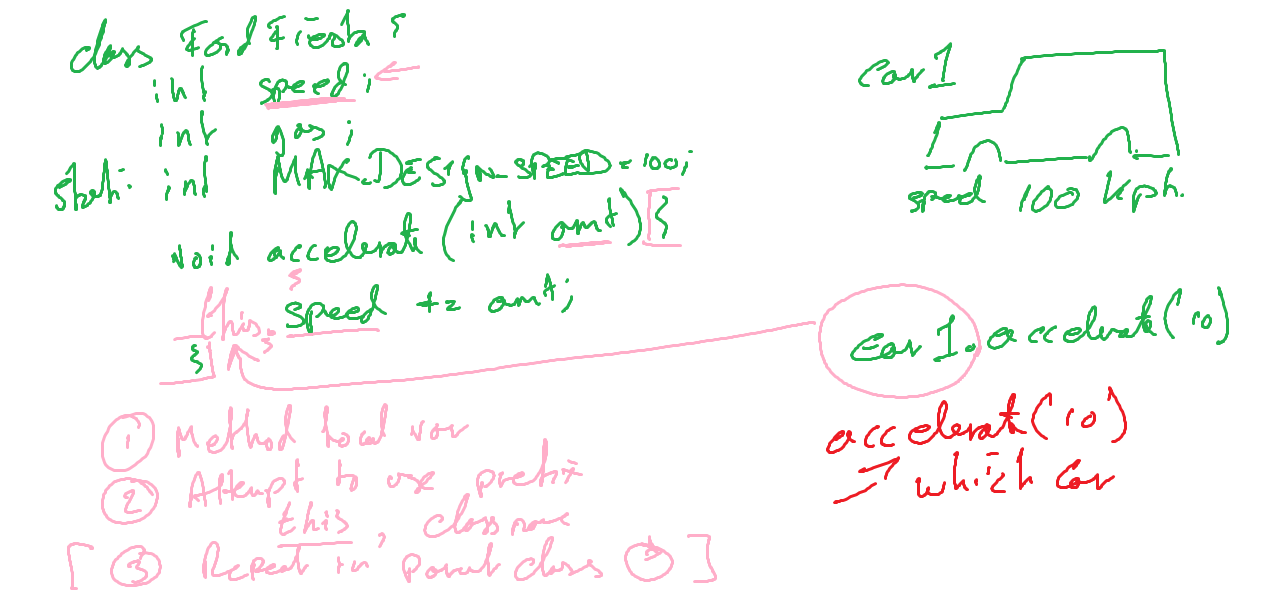 class FordFiesta {
int speed;
int gas;
static int MAX_DESIGN_SPEED = 100;
void accelerate (int amt) {
this. speed += amt;
}
① Method local var
② Attempt to use prefix
this, class name
[ ③ Repeat in parent class ]
car 1
speed 100 kph.
car 1. accelerate(10)
accelerate(10)
which car